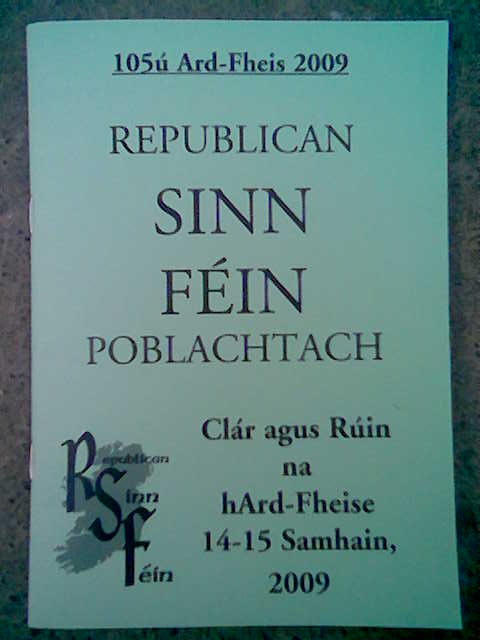 105ú Ard-Fheis 2009
REPUBLICAN
SINN
FÉIN
POBLACHTACH
Clár agus Rúin
na
hArd-Fheise
14-15 Samhain,
2009
Republican
Sinn
Féin